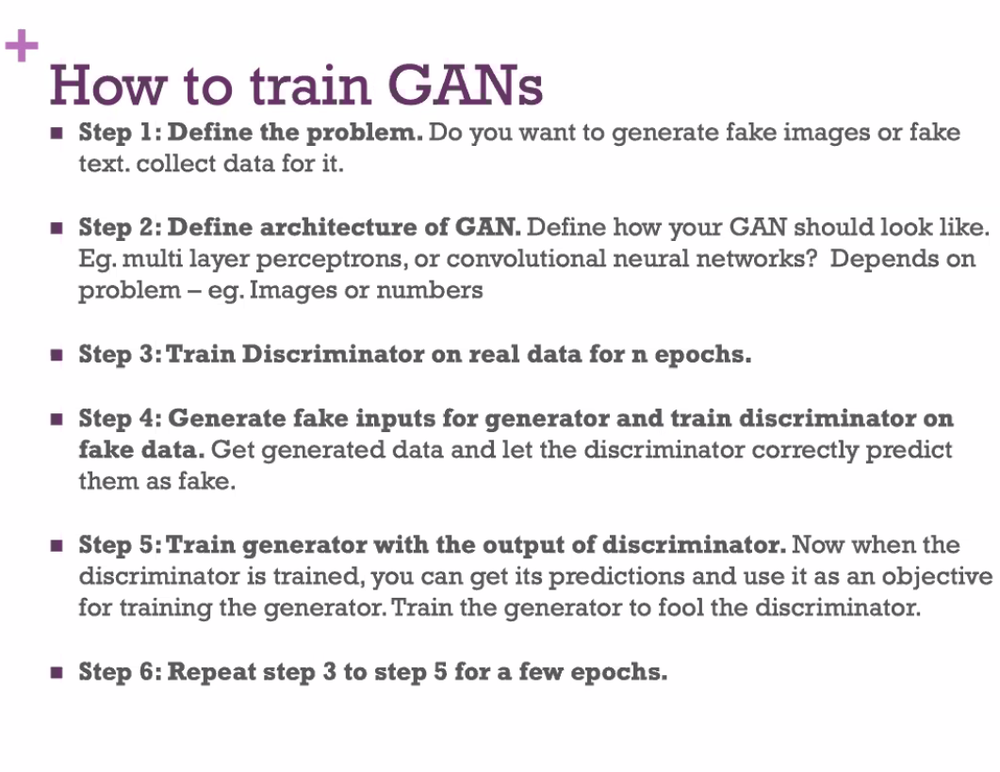 How to train GANs
Step 1: Define the problem. Do you want to generate fake images or fake
text. collect data for it.
Step 2: Define architecture of GAN. Define how your GAN should look like.
Eg. multi layer perceptrons, or convolutional neural networks? Depends on
problem – eg. Images or numbers
Step 3: Train Discriminator on real data for n epochs.
Step 4: Generate fake inputs for generator and train discriminator on
fake data. Get generated data and let the discriminator correctly predict
them as fake.
Step 5: Train generator with the output of discriminator. Now when the
discriminator is trained, you can get its predictions and use it as an objective
for training the generator. Train the generator to fool the discriminator.
Step 6: Repeat step 3 to step 5 for a few epochs.